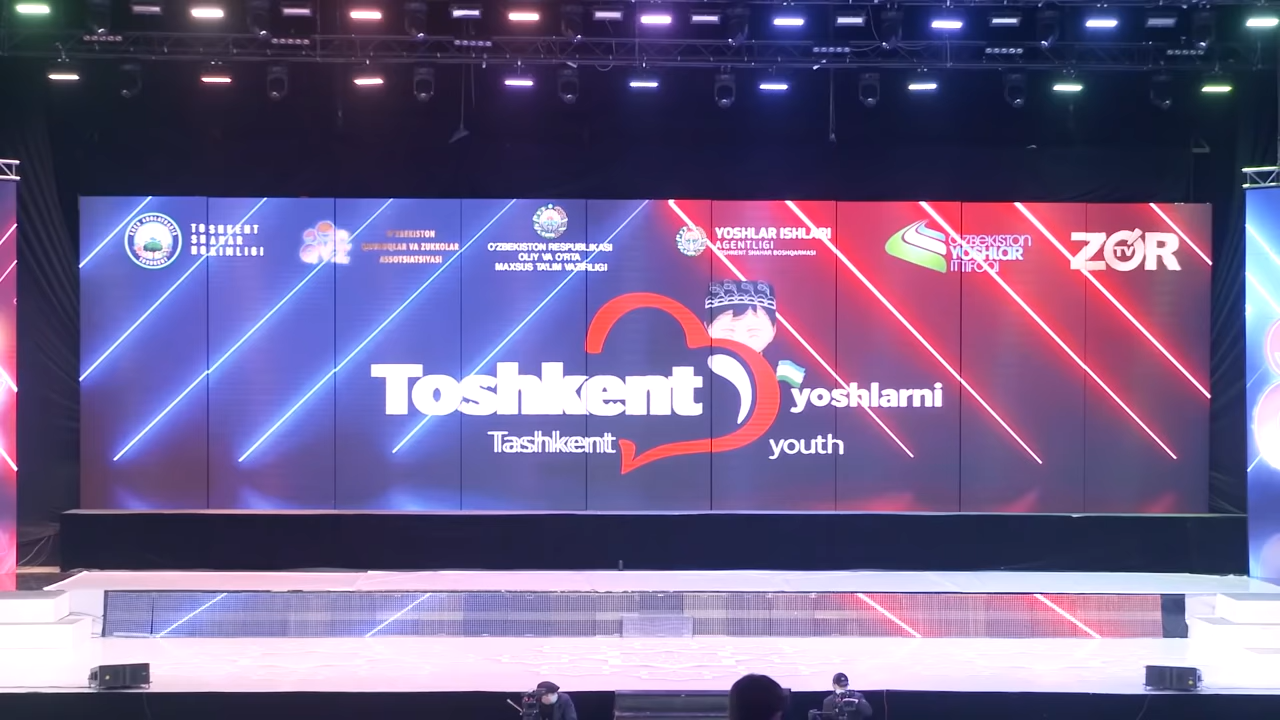 TOSHKENT
SHAHAR
HOKIMLIGI
O'ZBEKISTON
VA ZUKKOLAR
ASSOTSIATSIYASI
O'ZBEKISTON RESPUBLIKASI
OLIY VA O'RTA
MAXSUS TA'LIM VAZIRLIGI
YOSHLAR ISHLARI
AGENTLIGI
TOSHKENT SHAHAR BOSHQARMASI
O'ZBEKISTON
YOSHLAR
ITTIFOQI
ZO'R
TV
Toshkent yoshlarni
Tashkent youth